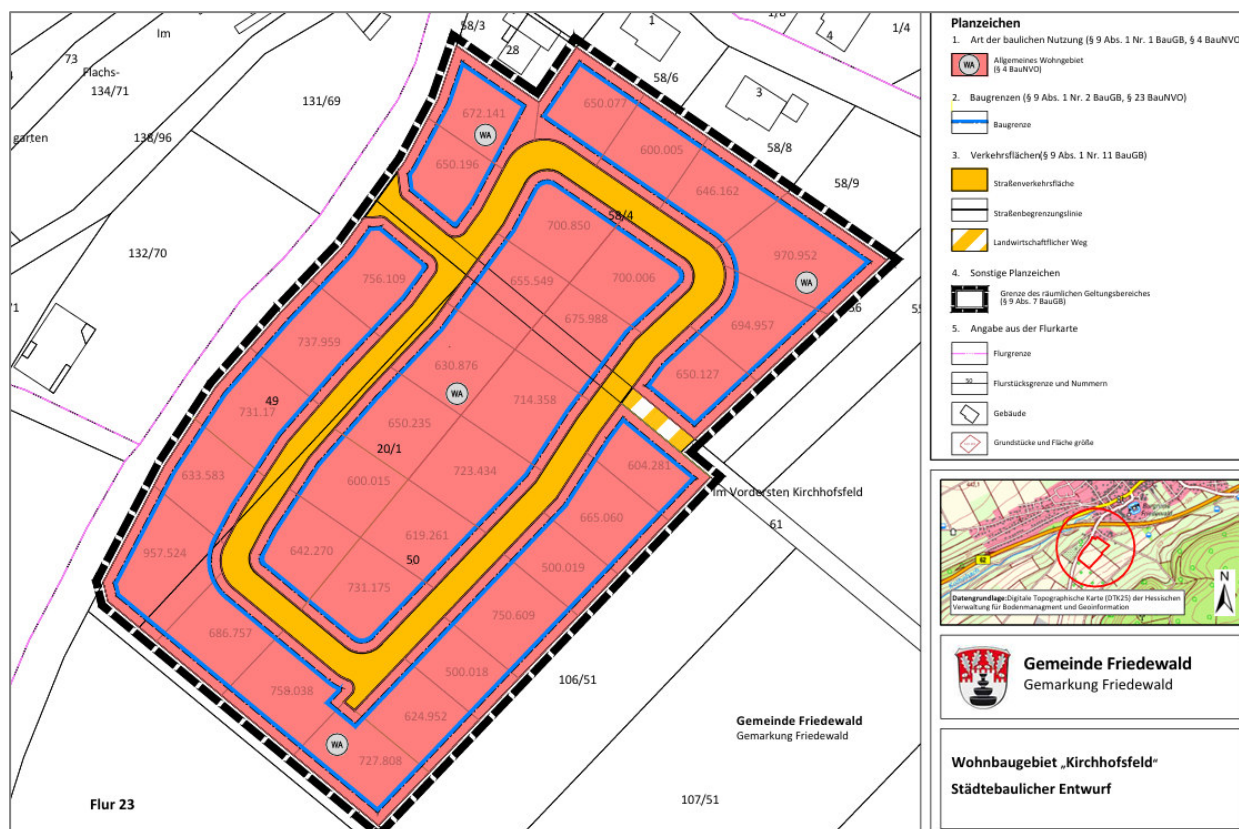 58/3
1
1/8
4
1/4
Im
28
73
Flachs-
134/71
58/6
131/69
3
garten
138/96
58/8
58/9
132/70
672.141
WA
650.196
650.077
600.005
646.162
58/4
700.850
970.952
WA
700.006
655.549
756.109
675.988
694.957
737.959
650.127
630.876
WA
714.358
49
731.17
650.235
20/1
723.434
604.281
633.583
600.015
Im Vordersten Kirchhofsfeld
665.060
61
619.261
957.524
642.270
50
500.019
731.175
750.609
686.757
500.018
106/51
758.038
624.952
WA
727.808
Gemeinde Friedewald
Gemarkung Friedewald
Flur 23
107/51
Planzeichen
1. Art der baulichen Nutzung (§ 9 Abs. 1 Nr. 1 BauGB, § 4 BauNVO
WA
Allgemeines Wohngebiet
(§ 4 BauNVO)
2. Baugrenzen (§ 9 Abs. 1 Nr. 2 BauGB, § 23 BauNVO)
Baugrenze
3. Verkehrsflächen(§ 9 Abs. 1 Nr. 11 BauGB)
Straßenverkehrsfläche
Straßenbegrenzungslinie
Landwirtschaftflicher Weg
4. Sonstige Planzeichen
Grenze des räumlichen Geltungsbereiches
(§ 9 Abs. 7 BauGB)
5. Angabe aus der Flurkarte
Flurgrenze
50
Flurstücksgrenze und Nummern
Gebäude
Grundstücke und Fläche größe
62
Friedewald
Datengrundlage:Digitale Topographische Karte (DTK25) der Hessischen
Verwaltung für Bodenmanagment und Geoinformation
N
Gemeinde Friedewald
Gemarkung Friedewald
Wohnbaugebiet „Kirchhofsfeld“
Städtebaulicher Entwurf